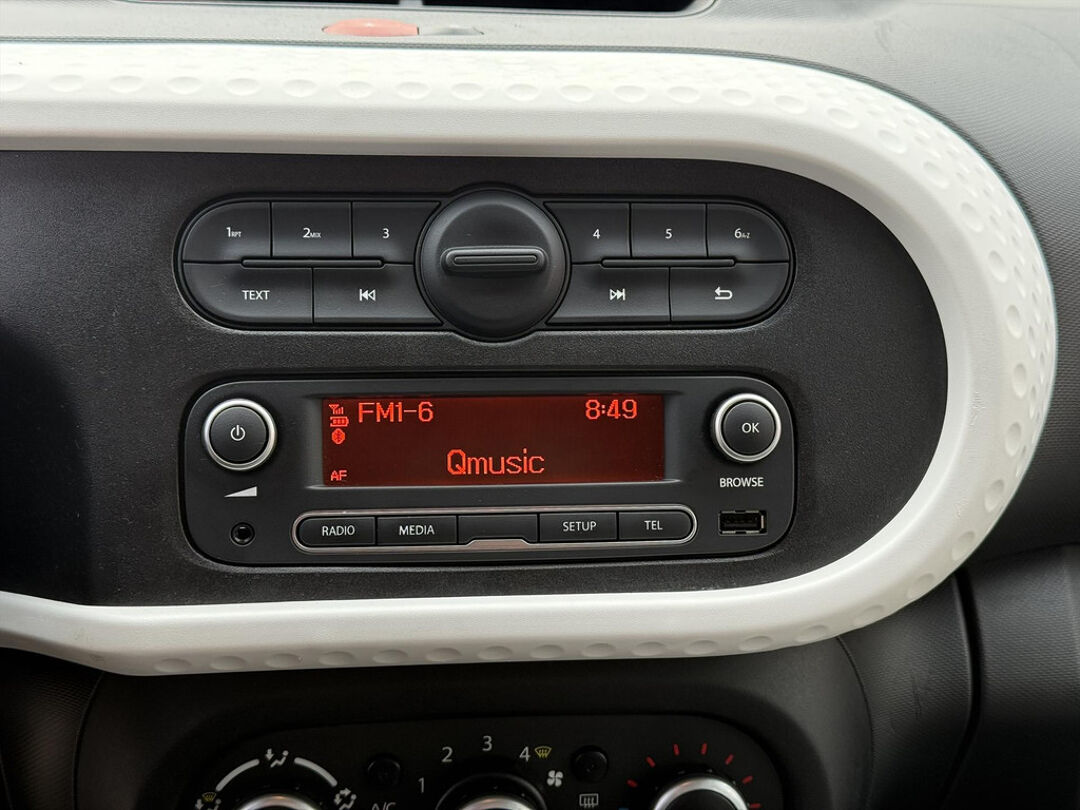 1RPT 2MIX 3 4 5 6A-Z
TEXT
FM1-6 8:49
Qmusic
AF
OK
BROWSE
RADIO MEDIA SETUP TEL
1 2 3 4
A/C